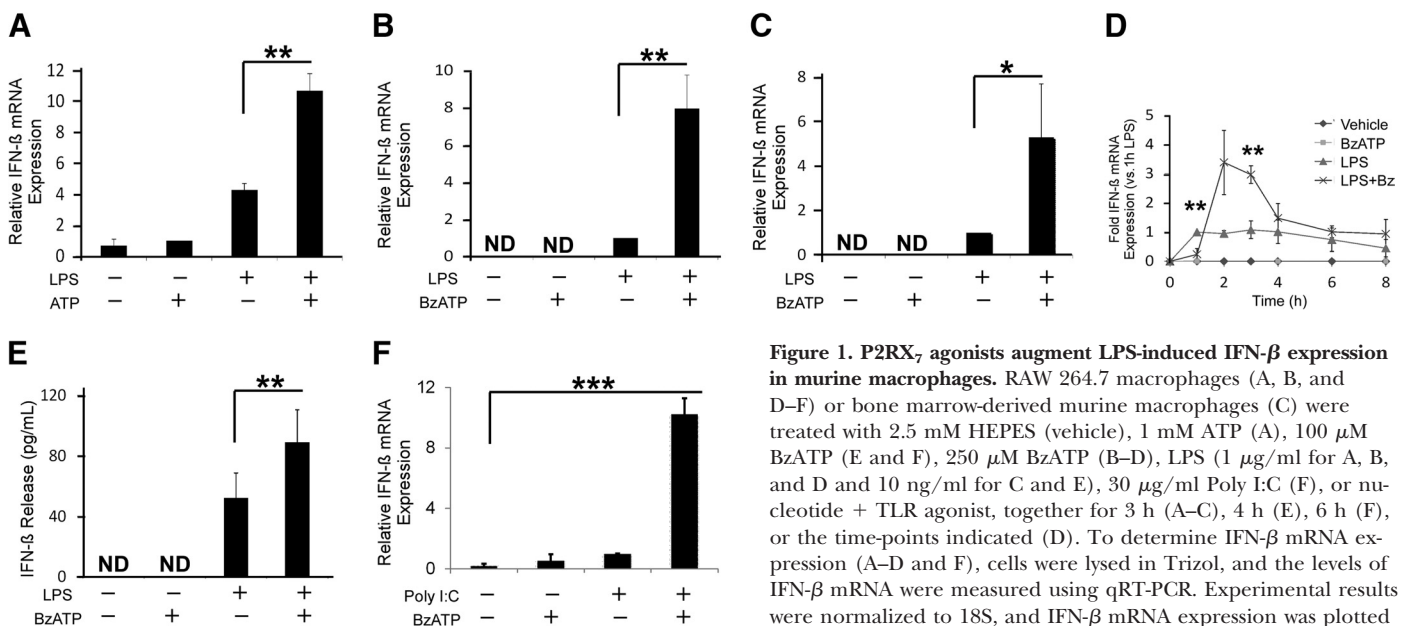 A
**
12
10
8
6
4
2
0
Relative IFN-ß mRNA
Expression
LPS – – + +
ATP – + – +
B
**
10
8
6
4
2
0
Relative IFN-ß mRNA
Expression
ND ND
LPS – – + +
BzATP – + – +
C
*
8
6
4
2
0
Relative IFN-ß mRNA
Expression
ND ND
LPS – – + +
BzATP – + – +
D
5
4
3
2
1
0
Fold IFN-ß mRNA
Expression (vs.1h LPS)
**
**
Vehicle
BzATP
LPS
LPS+Bz
0 2 4 6 8
Time (h)
E
**
120
80
40
0
IFN-ß Release (pg/mL)
ND ND
LPS – – + +
BzATP – + – +
F
***
12
8
4
0
Relative IFN-ß mRNA
Expression
Poly I:C – – + +
BzATP – + – +
Figure 1. P2RX₇ agonists augment LPS-induced IFN-β expression
in murine macrophages. RAW 264.7 macrophages (A, B, and
D–F) or bone marrow-derived murine macrophages (C) were
treated with 2.5 mM HEPES (vehicle), 1 mM ATP (A), 100 μM
BzATP (E and F), 250 μM BzATP (B–D), LPS (1 μg/ml for A, B,
and D and 10 ng/ml for C and E), 30 μg/ml Poly I:C (F), or nu-
cleotide + TLR agonist, together for 3 h (A–C), 4 h (E), 6 h (F),
or the time-points indicated (D). To determine IFN-β mRNA ex-
pression (A–D and F), cells were lysed in Trizol, and the levels of
IFN-β mRNA were measured using qRT-PCR. Experimental results
were normalized to 18S, and IFN-β mRNA expression was plotted